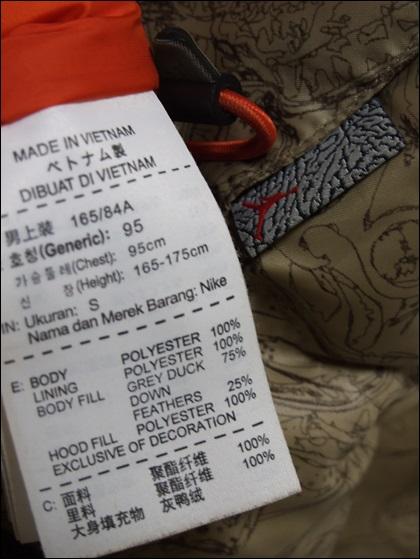 MADE IN VIETNAM
ベトナム製
DIBUAT DI VIETNAM
男上裝 165/84A
호칭(Generic): 95
가슴둘레(Chest): 95cm
신 장(Height): 165-175cm
IN: Ukuran: S
Nama dan Merek Barang: Nike
E: BODY POLYESTER 100%
LINING POLYESTER 100%
BODY FILL GREY DUCK 75%
DOWN
FEATHERS 25%
HOOD FILL POLYESTER 100%
EXCLUSIVE OF DECORATION
C: 面料 聚酯纤维 100%
里料 聚酯纤维 100%
大身填充物 灰鸭绒